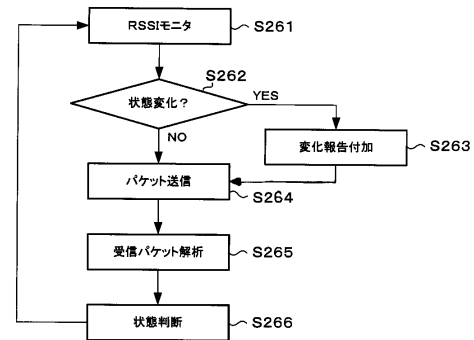 RSSIモニタ
S261
S262
状態変化?
YES
NO
変化報告付加
S263
パケット送信
S264
受信パケット解析
S265
状態判断
S266